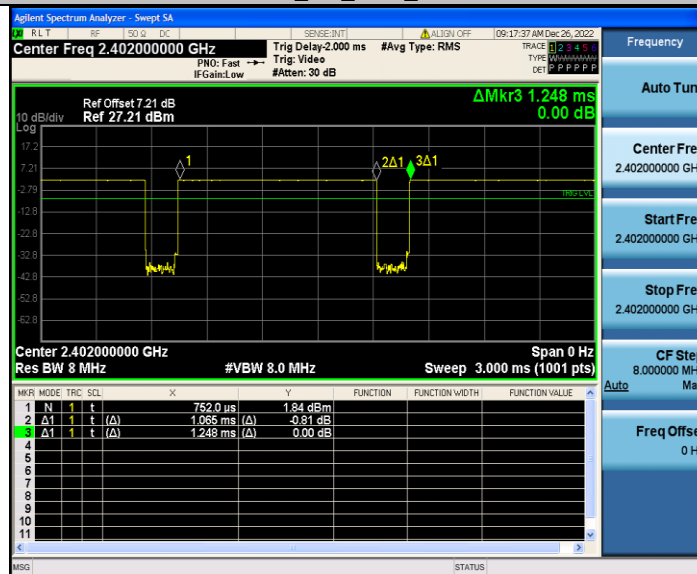 Agilent Spectrum Analyzer - Swept SA
R L T RF 50 Ω DC SENSE:INT ALIGN OFF 09:17:37 AM Dec 26, 2022
Center Freq 2.402000000 GHz
PNO: Fast
IFGain:Low
Trig Delay-2.000 ms
Trig: Video
#Atten: 30 dB
#Avg Type: RMS
TRACE 1 2 3 4 5 6
TYPE W
DET P P P P P P
Frequency
Auto Tun
Center Fre
2.402000000 GH
Start Fre
2.402000000 GH
Stop Fre
2.402000000 GH
CF Ste
8.000000 MH
Auto Ma
Freq Offse
0 H
ΔMkr3 1.248 ms
0.00 dB
Ref Offset 7.21 dB
10 dB/div Ref 27.21 dBm
Log
17.2
7.21
-2.79
-12.8
-22.8
-32.8
-42.8
-52.8
-62.8
1
2Δ1
3Δ1
TRIG LVL
Center 2.402000000 GHz Span 0 Hz
Res BW 8 MHz #VBW 8.0 MHz Sweep 3.000 ms (1001 pts)
MKR MODE TRC SCL X Y FUNCTION FUNCTION WIDTH FUNCTION VALUE
1 N 1 t 752.0 µs 1.84 dBm
2 Δ1 1 t (Δ) 1.065 ms (Δ) -0.81 dB
3 Δ1 1 t (Δ) 1.248 ms (Δ) 0.00 dB
4
5
6
7
8
9
10
11
MSG STATUS